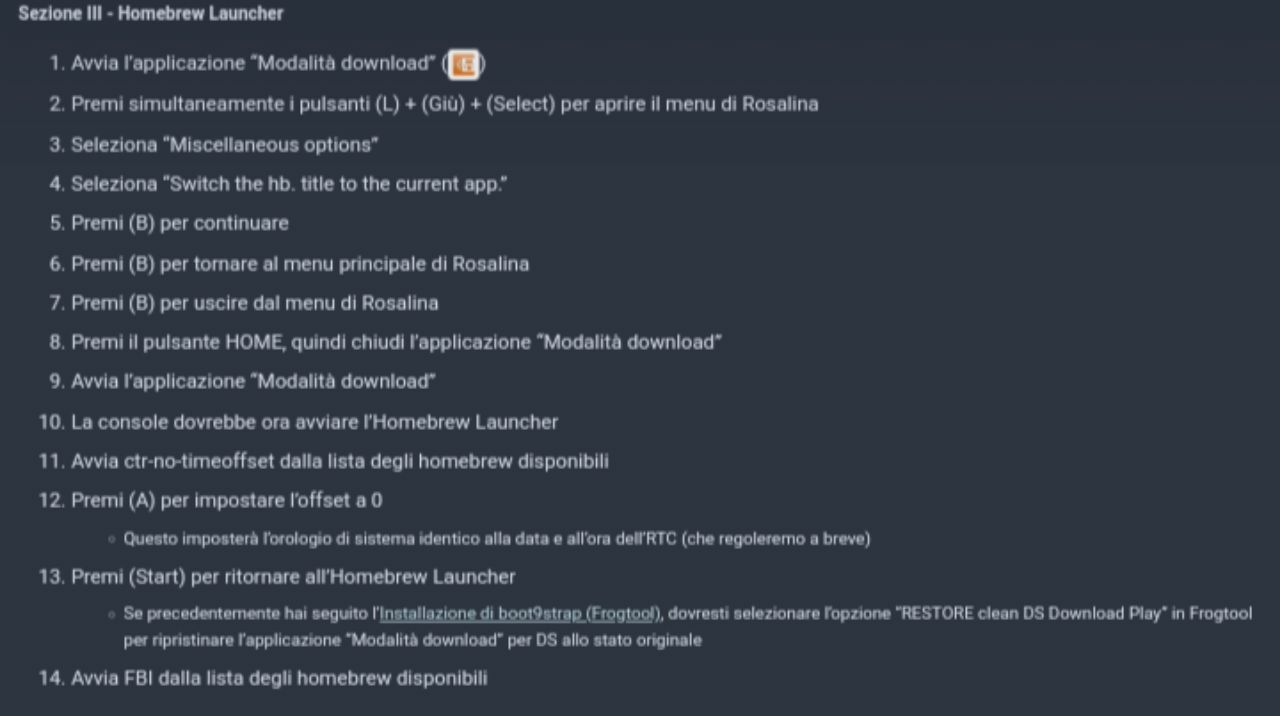 Sezione III - Homebrew Launcher
1. Avvia l'applicazione "Modalità download" ( )
2. Premi simultaneamente i pulsanti (L) + (Giù) + (Select) per aprire il menu di Rosalina
3. Seleziona "Miscellaneous options"
4. Seleziona "Switch the hb. title to the current app."
5. Premi (B) per continuare
6. Premi (B) per tornare al menu principale di Rosalina
7. Premi (B) per uscire dal menu di Rosalina
8. Premi il pulsante HOME, quindi chiudi l'applicazione "Modalità download"
9. Avvia l'applicazione "Modalità download"
10. La console dovrebbe ora avviare l'Homebrew Launcher
11. Avvia ctr-no-timeoffset dalla lista degli homebrew disponibili
12. Premi (A) per impostare l'offset a 0
◦ Questo imposterà l'orologio di sistema identico alla data e all'ora dell'RTC (che regoleremo a breve)
13. Premi (Start) per ritornare all'Homebrew Launcher
◦ Se precedentemente hai seguito l'Installazione di boot9strap (Frogtool), dovresti selezionare l'opzione "RESTORE clean DS Download Play" in Frogtool
per ripristinare l'applicazione "Modalità download" per DS allo stato originale
14. Avvia FBI dalla lista degli homebrew disponibili